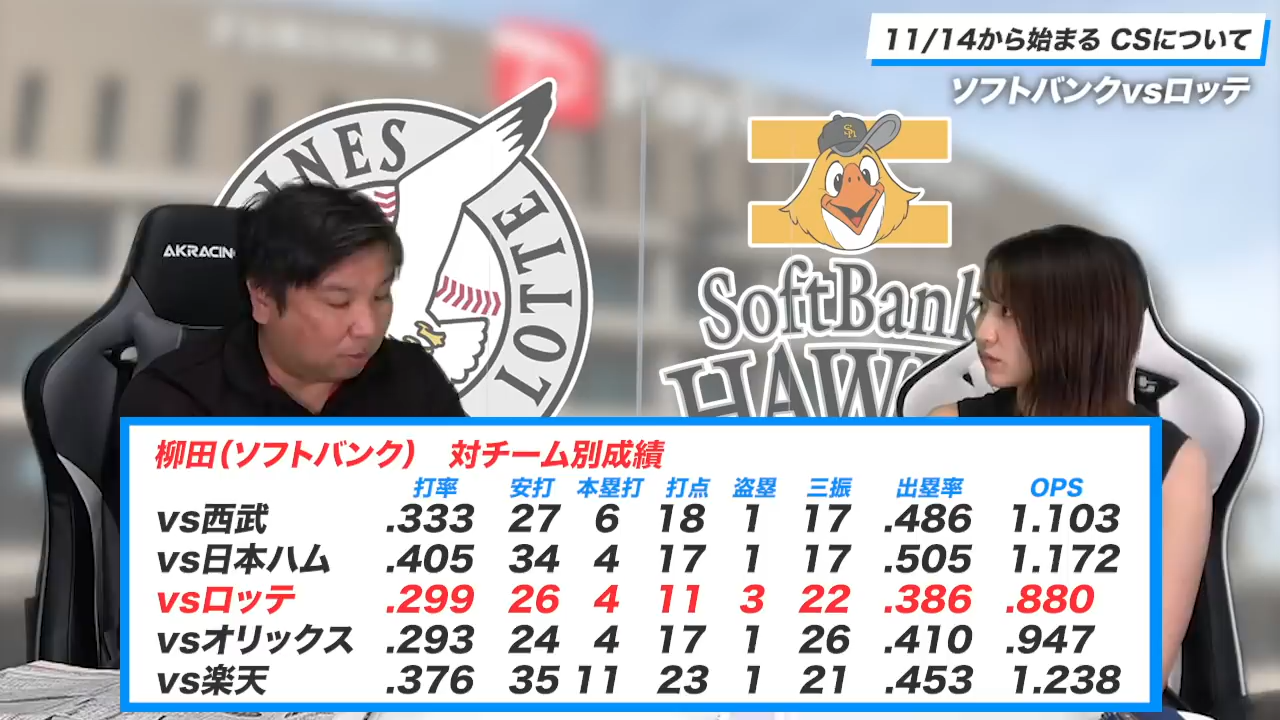 11/14から始まる CSについて
ソフトバンクvsロッテ
AKRACING
INES
LOTTE
SH
SoftBank
HAW
柳田(ソフトバンク) 対チーム別成績
打率 安打 本塁打 打点 盗塁 三振 出塁率 OPS
vs西武 .333 27 6 18 1 17 .486 1.103
vs日本ハム .405 34 4 17 1 17 .505 1.172
vsロッテ .299 26 4 11 3 22 .386 .880
vsオリックス .293 24 4 17 1 26 .410 .947
vs楽天 .376 35 11 23 1 21 .453 1.238